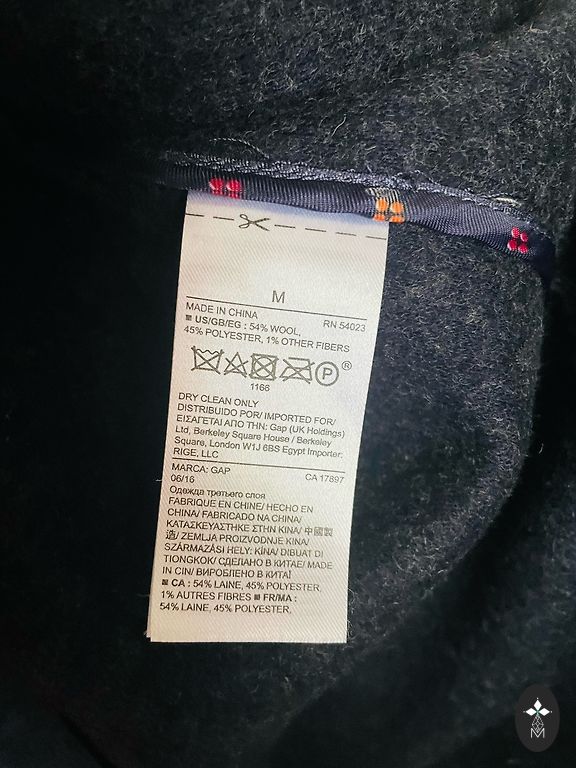 M
MADE IN CHINA RN 54023
■ US/GB/EG : 54% WOOL,
45% POLYESTER, 1% OTHER FIBERS
P®
1166
DRY CLEAN ONLY
DISTRIBUIDO POR/ IMPORTED FOR/
ΕΙΣΑΓΕΤΑΙ ΑΠΟ ΤΗΝ: Gap (UK Holdings)
Ltd, Berkeley Square House / Berkeley
Square, London W1J 6BS Egypt Importer:
RIGE, LLC
MARCA: GAP CA 17897
06/16
Одежда третьего слоя
FABRIQUE EN CHINE/ HECHO EN
CHINA/ FABRICADO NA CHINA/
ΚΑΤΑΣΚΕΥΑΣΤΗΚΕ ΣΤΗΝ ΚΙΝΑ/ 中國製
造/ ZEMLJA PROIZVODNJE KINA/
SZÁRMAZÁSI HELY: KÍNA/ DIBUAT DI
TIONGKOK/ СДЕЛАНО В КИТАЕ/ MADE
IN CIN/ ВИРОБЛЕНО В КИТАЇ
■ CA : 54% LAINE, 45% POLYESTER,
1% AUTRES FIBRES ■ FR/MA :
54% LAINE, 45% POLYESTER,
M